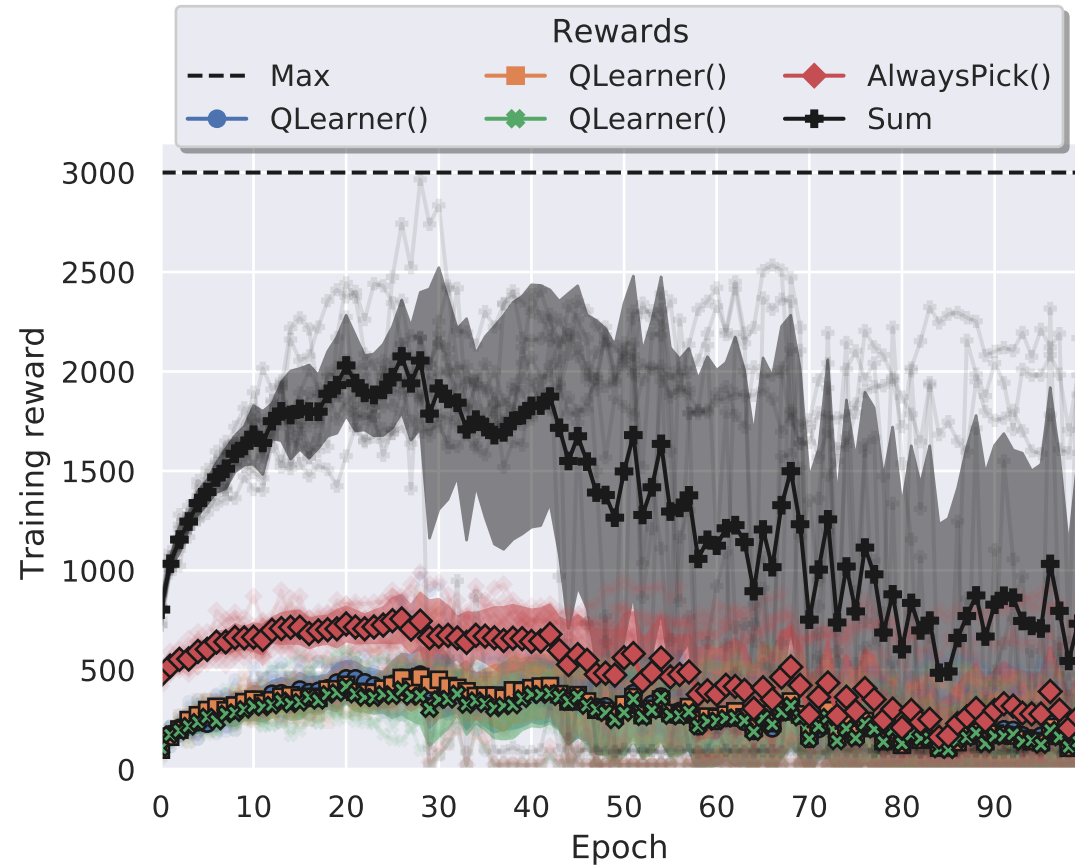 Rewards
Max QLearner() AlwaysPick()
QLearner() QLearner() Sum
3000
2500
2000
1500
1000
500
0
Training reward
0 10 20 30 40 50 60 70 80 90
Epoch